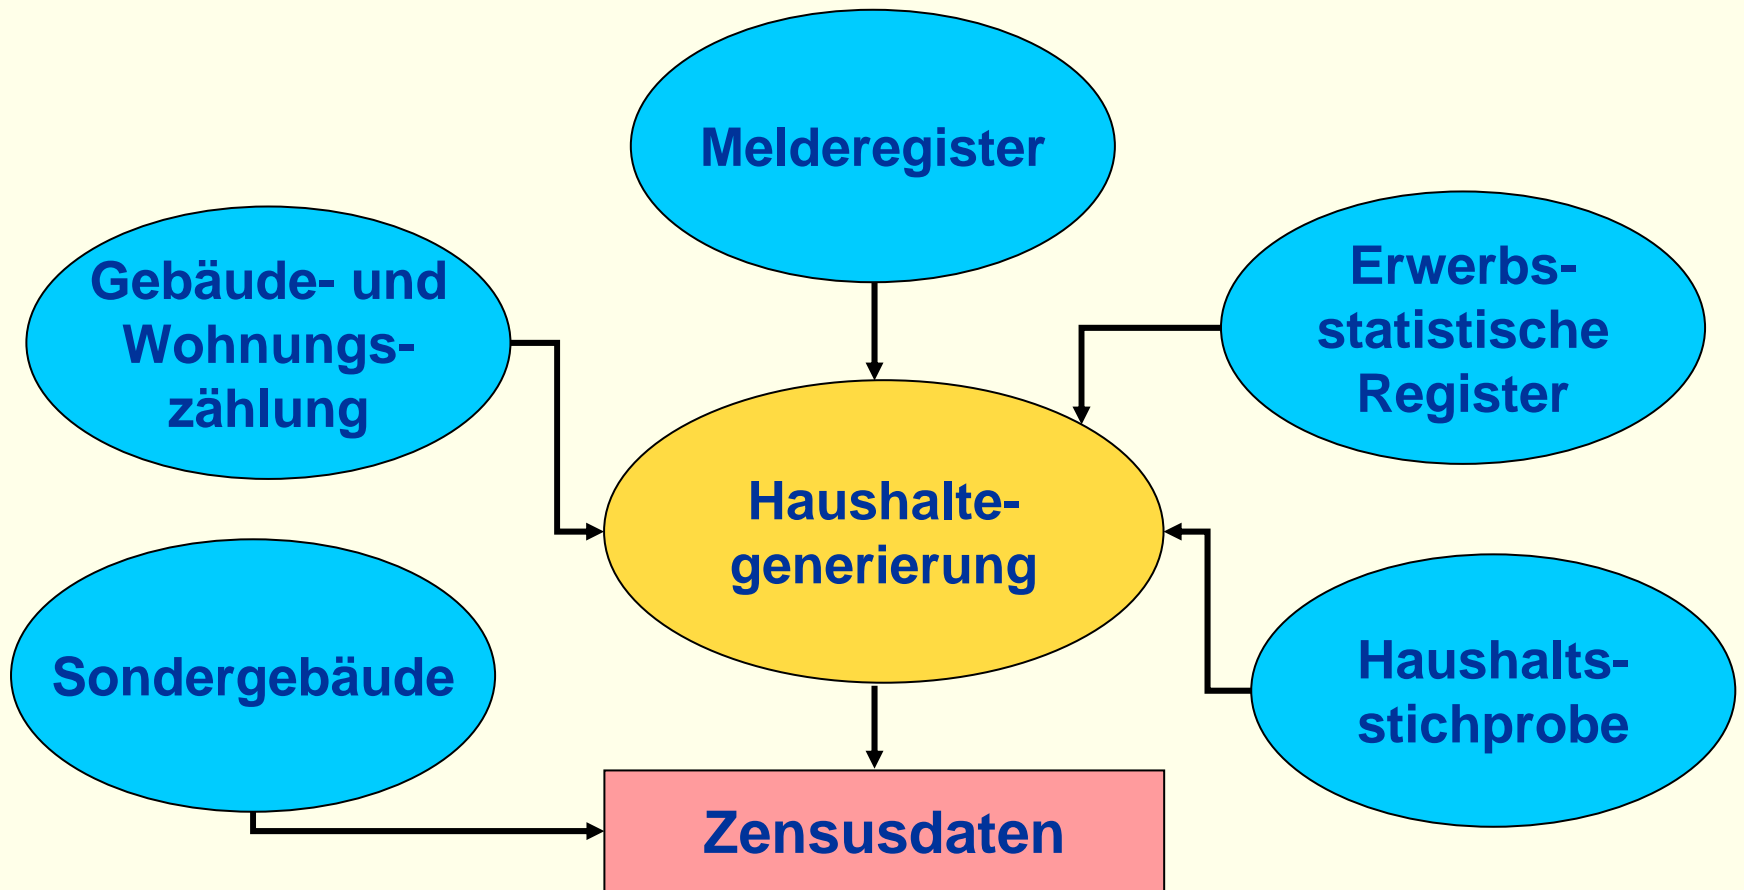 Melderegister
Gebäude- und
Wohnungs-
zählung
Erwerbs-
statistische
Register
Haushalte-
generierung
Sondergebäude
Haushalts-
stichprobe
Zensusdaten